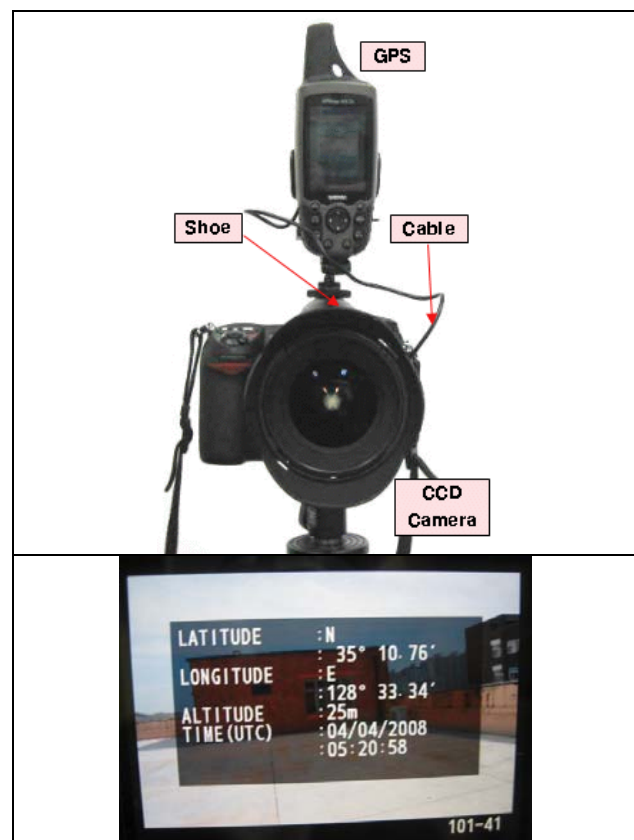 GPS
Shoe
Cable
CCD
Camera
LATITUDE :N
: 35° 10.76'
LONGITUDE :E
:128° 33.34'
ALTITUDE :25m
TIME(UTC) :04/04/2008
:05:20:58
101-41